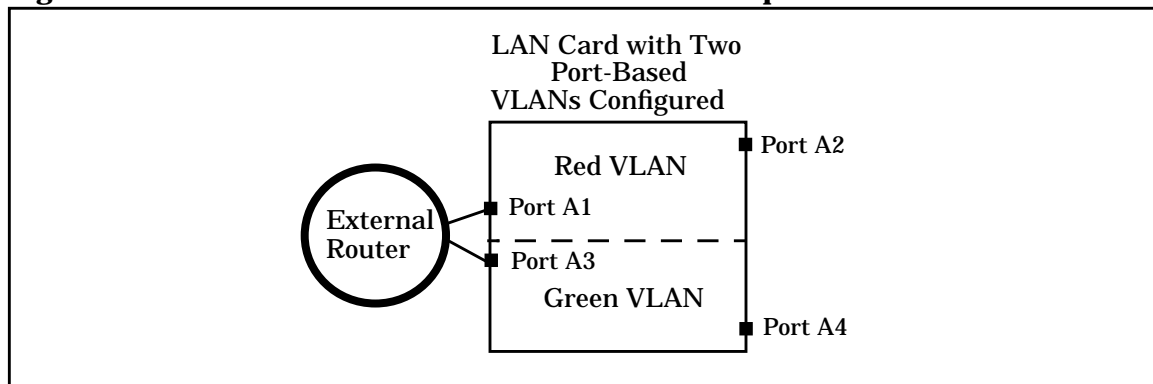 LAN Card with Two
Port-Based
VLANs Configured
Port A2
Red VLAN
Port A1
External
Router
Port A3
Green VLAN
Port A4